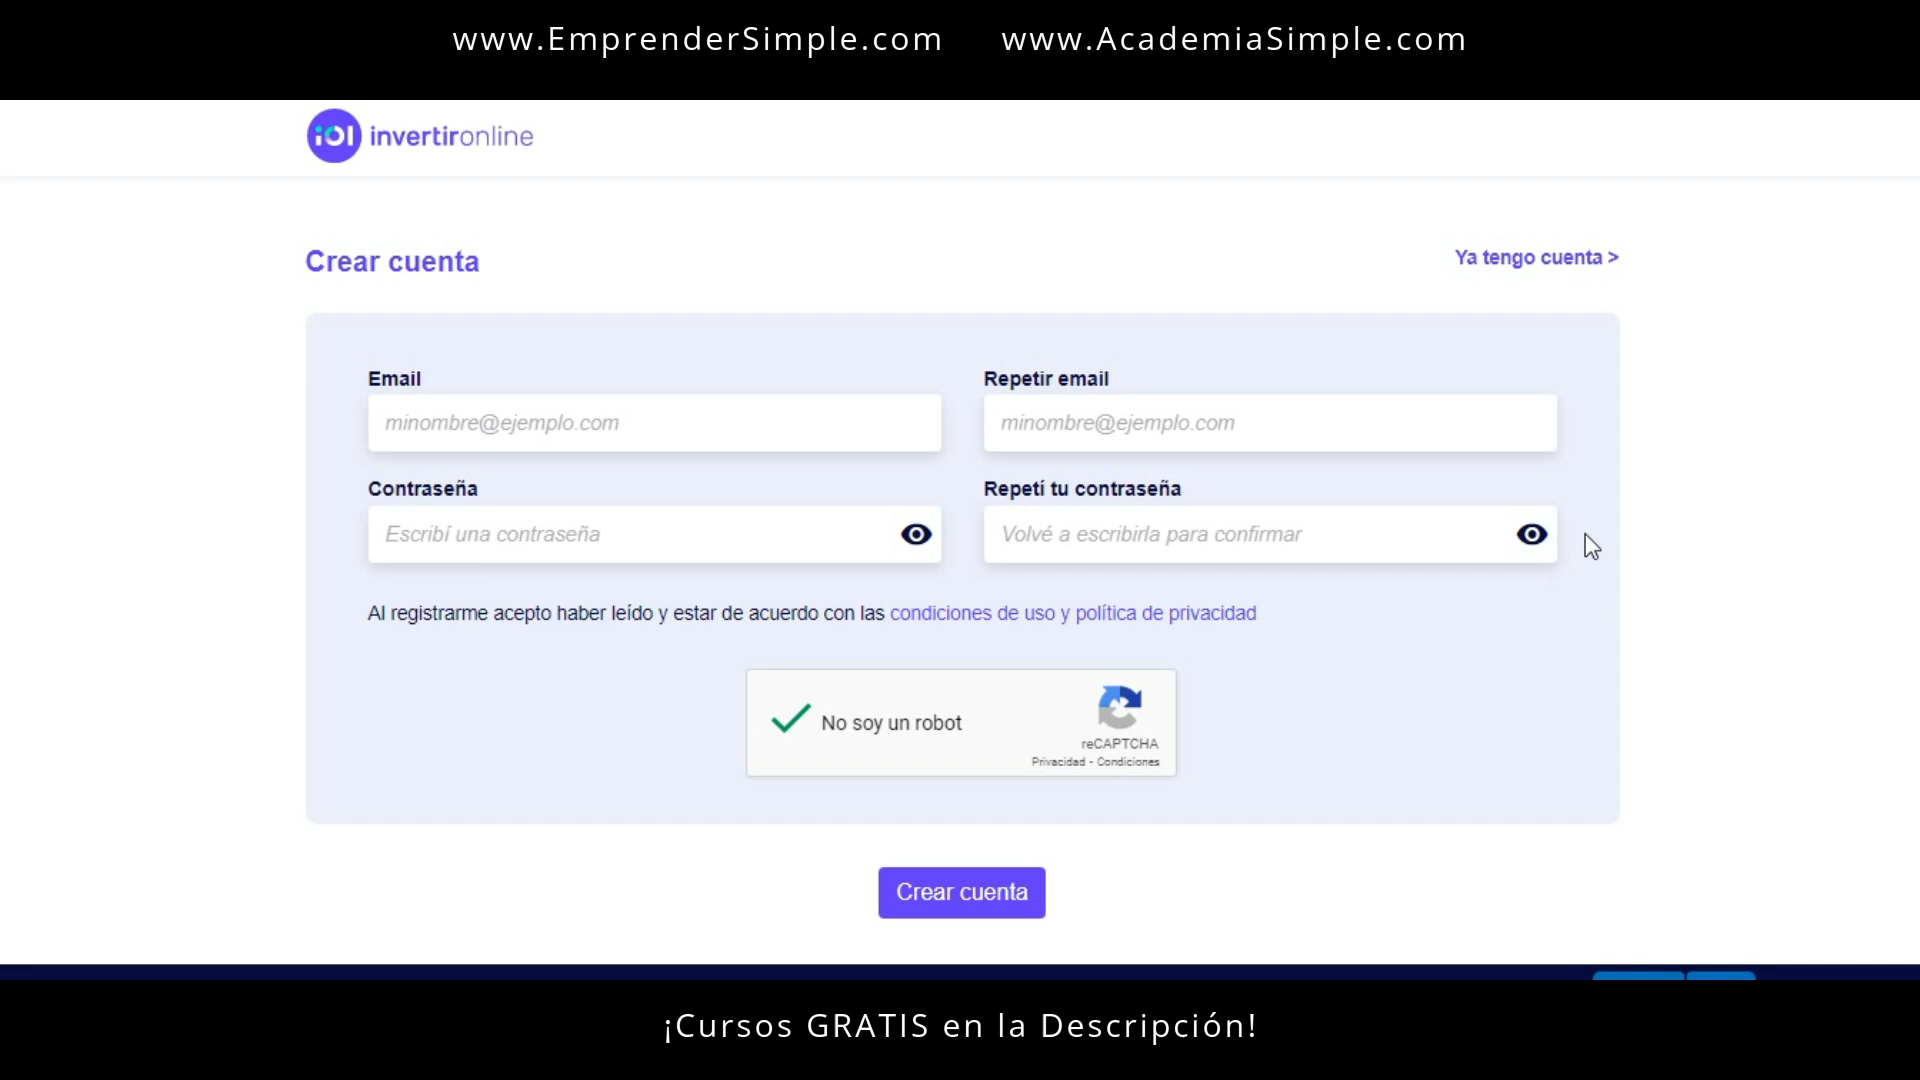 www.EmprenderSimple.com www.AcademiaSimple.com
iol invertironline
Crear cuenta
Ya tengo cuenta >
Email
Repetir email
minombre@ejemplo.com
minombre@ejemplo.com
Contraseña
Repetí tu contraseña
Escribí una contraseña
Volvé a escribirla para confirmar
Al registrarme acepto haber leído y estar de acuerdo con las condiciones de uso y política de privacidad
No soy un robot
reCAPTCHA
Privacidad - Condiciones
Crear cuenta
¡Cursos GRATIS en la Descripción!